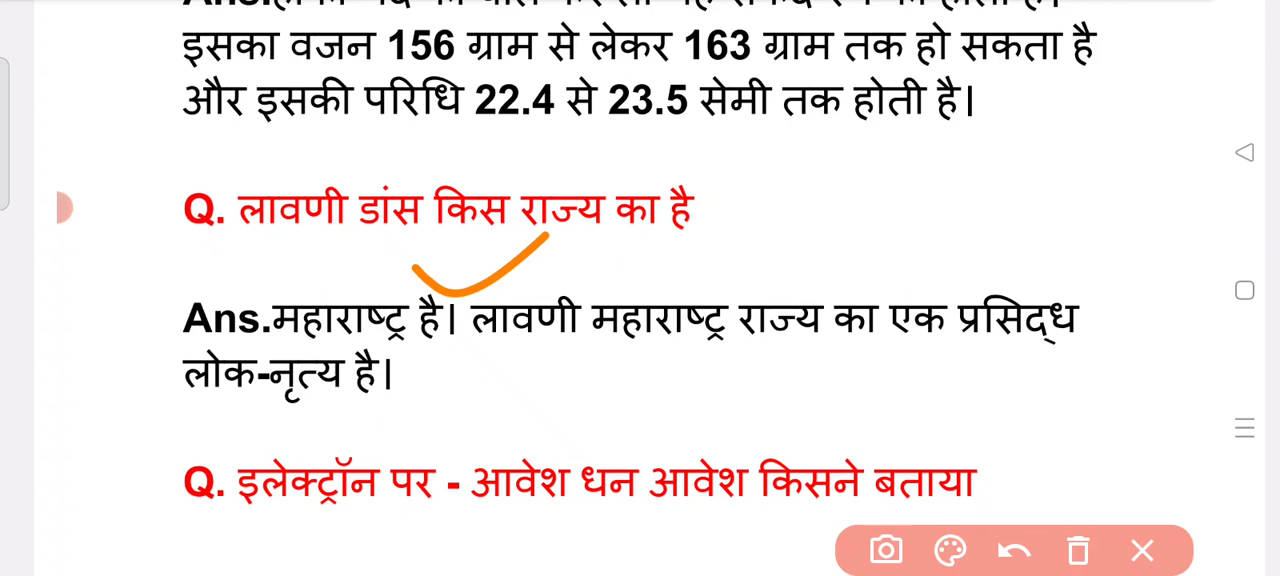 इसका वजन 156 ग्राम से लेकर 163 ग्राम तक हो सकता है
और इसकी परिधि 22.4 से 23.5 सेमी तक होती है।
Q. लावणी डांस किस राज्य का है
Ans.महाराष्ट्र है। लावणी महाराष्ट्र राज्य का एक प्रसिद्ध
लोक-नृत्य है।
Q. इलेक्ट्रॉन पर - आवेश धन आवेश किसने बताया